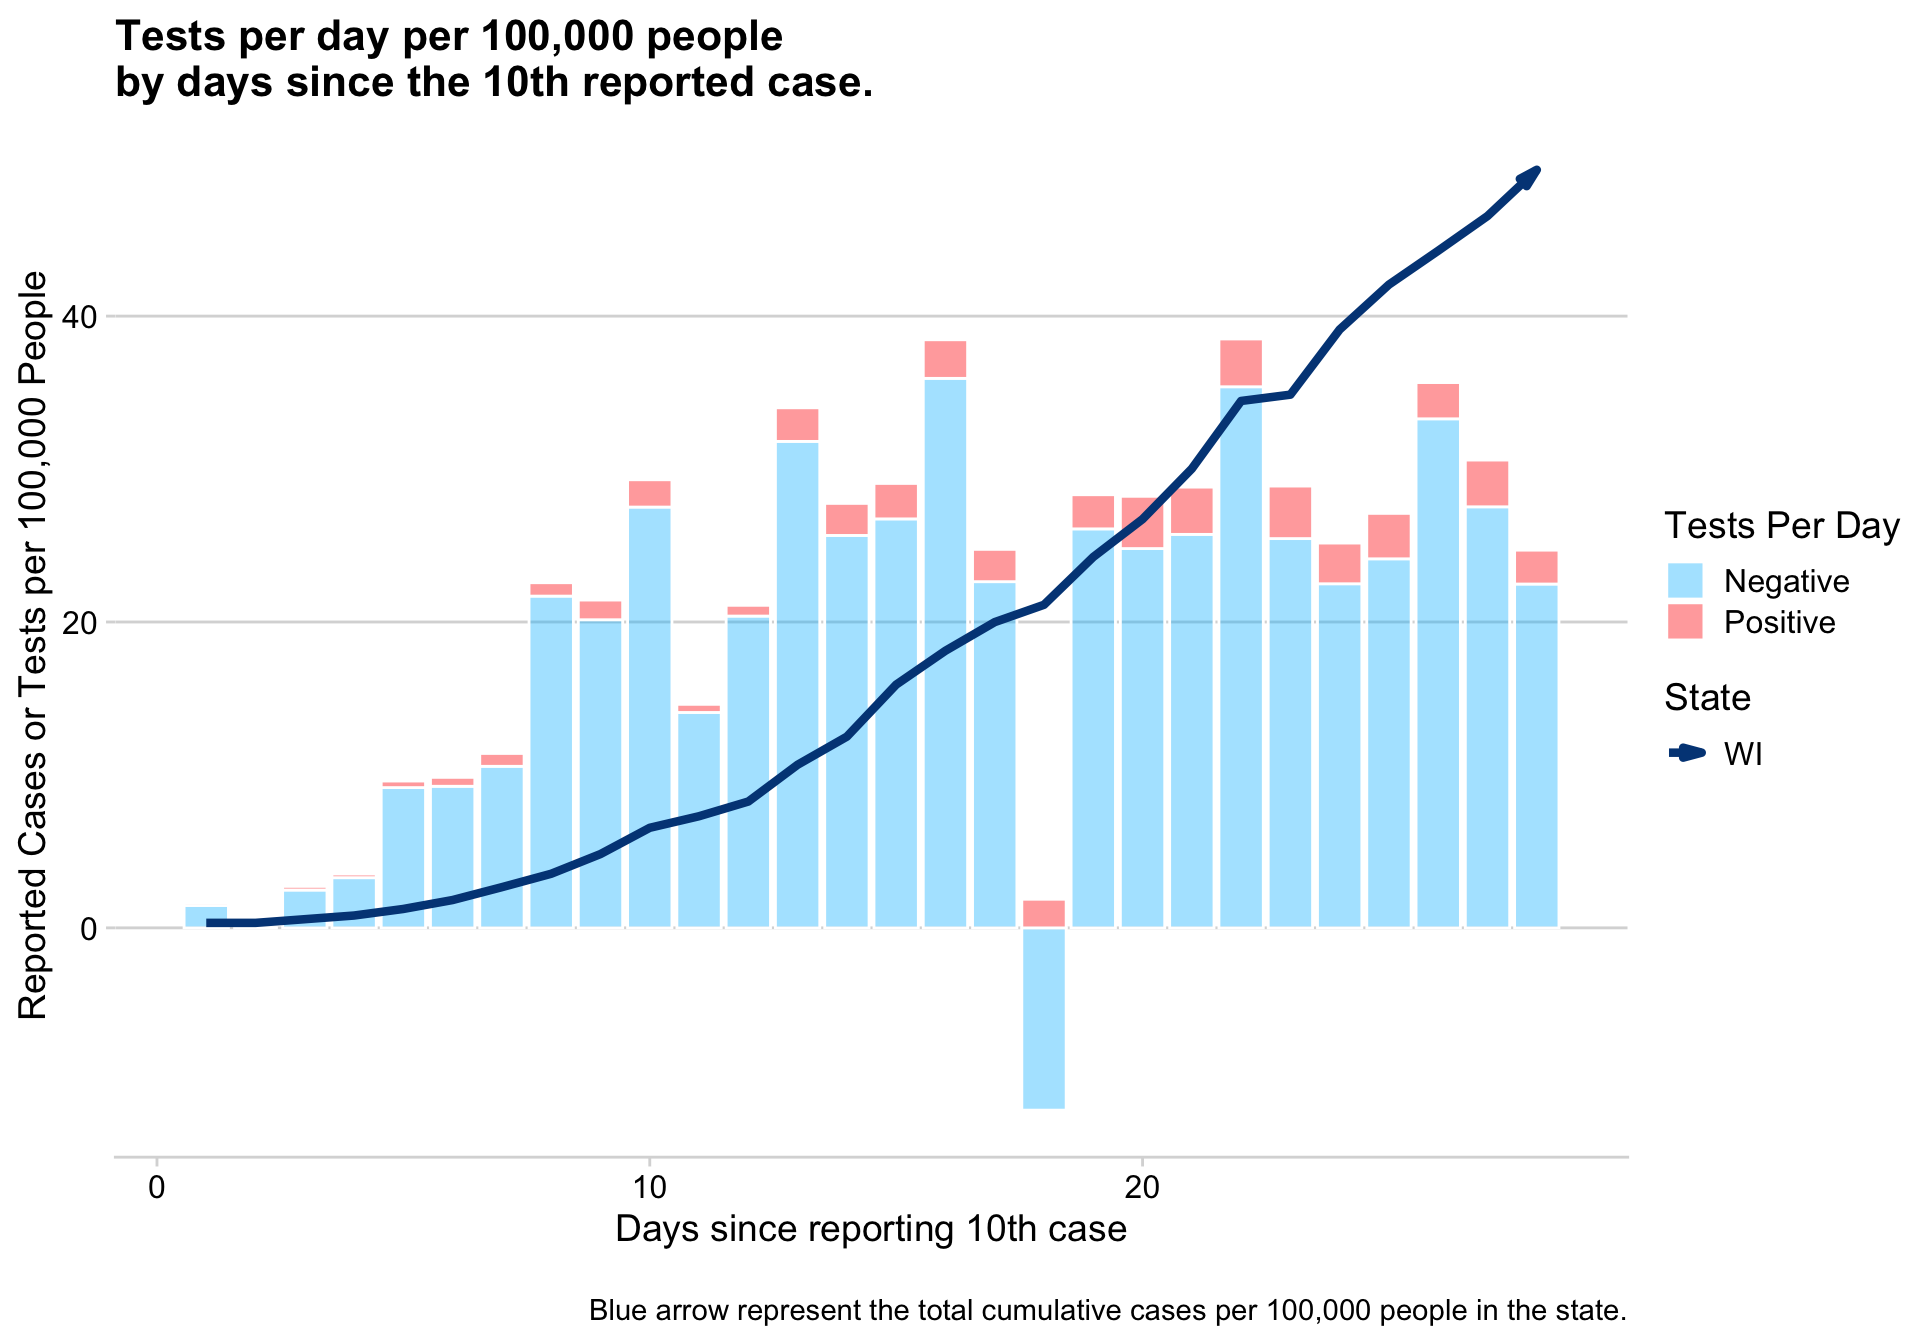 Tests per day per 100,000 people
by days since the 10th reported case.
Reported Cases or Tests per 100,000 People
40
20
0
0
10
20
Days since reporting 10th case
Tests Per Day
Negative
Positive
State
WI
Blue arrow represent the total cumulative cases per 100,000 people in the state.